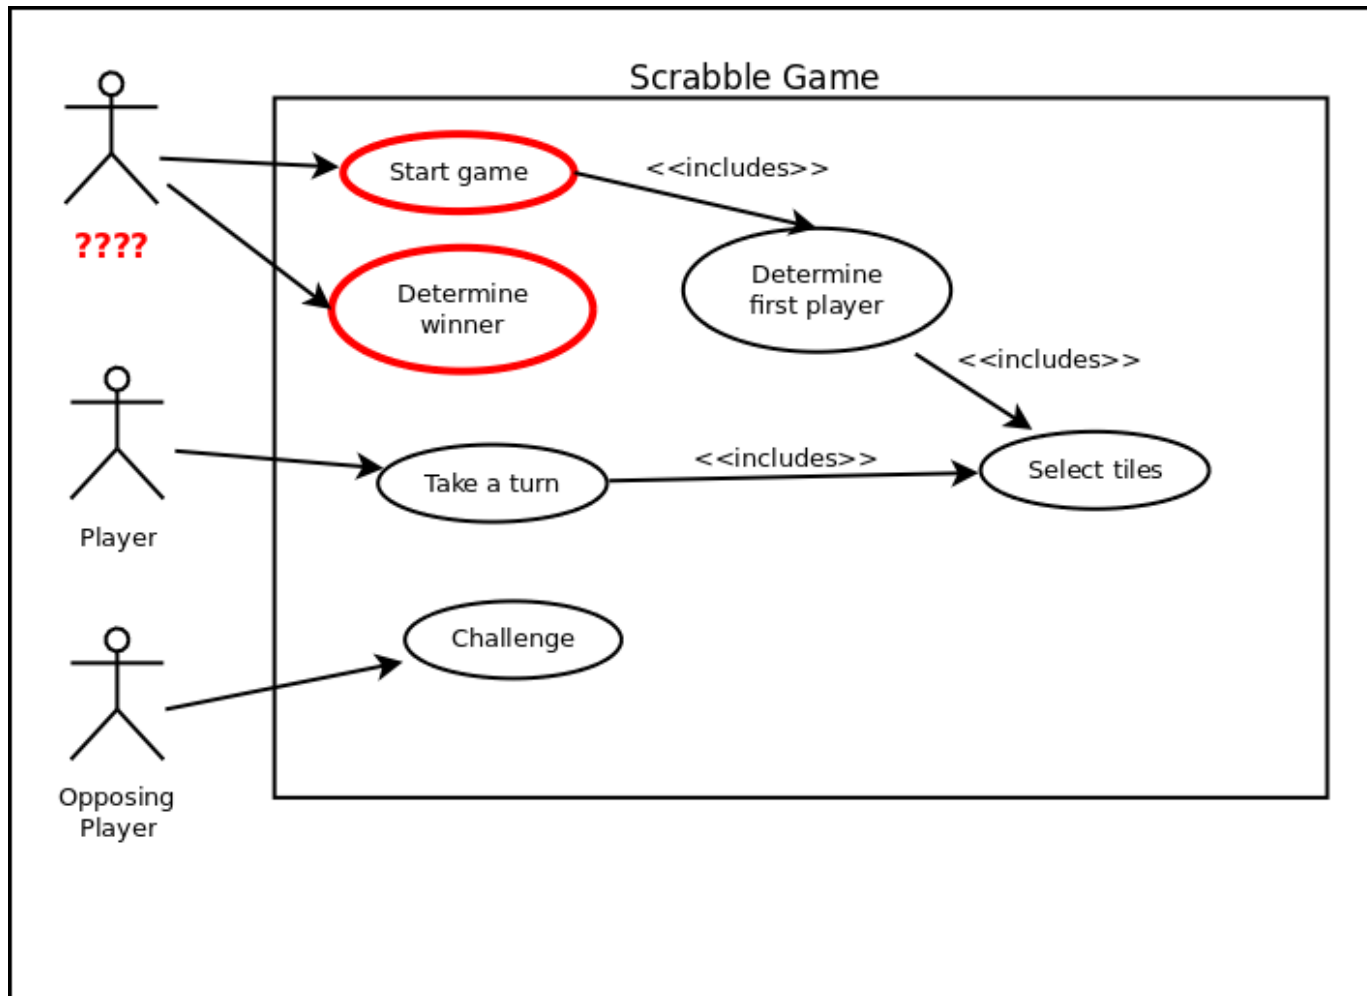 Scrabble Game
Start game
<<includes>>
????
Determine
first player
Determine
winner
<<includes>>
Take a turn
<<includes>>
Select tiles
Player
Challenge
Opposing
Player